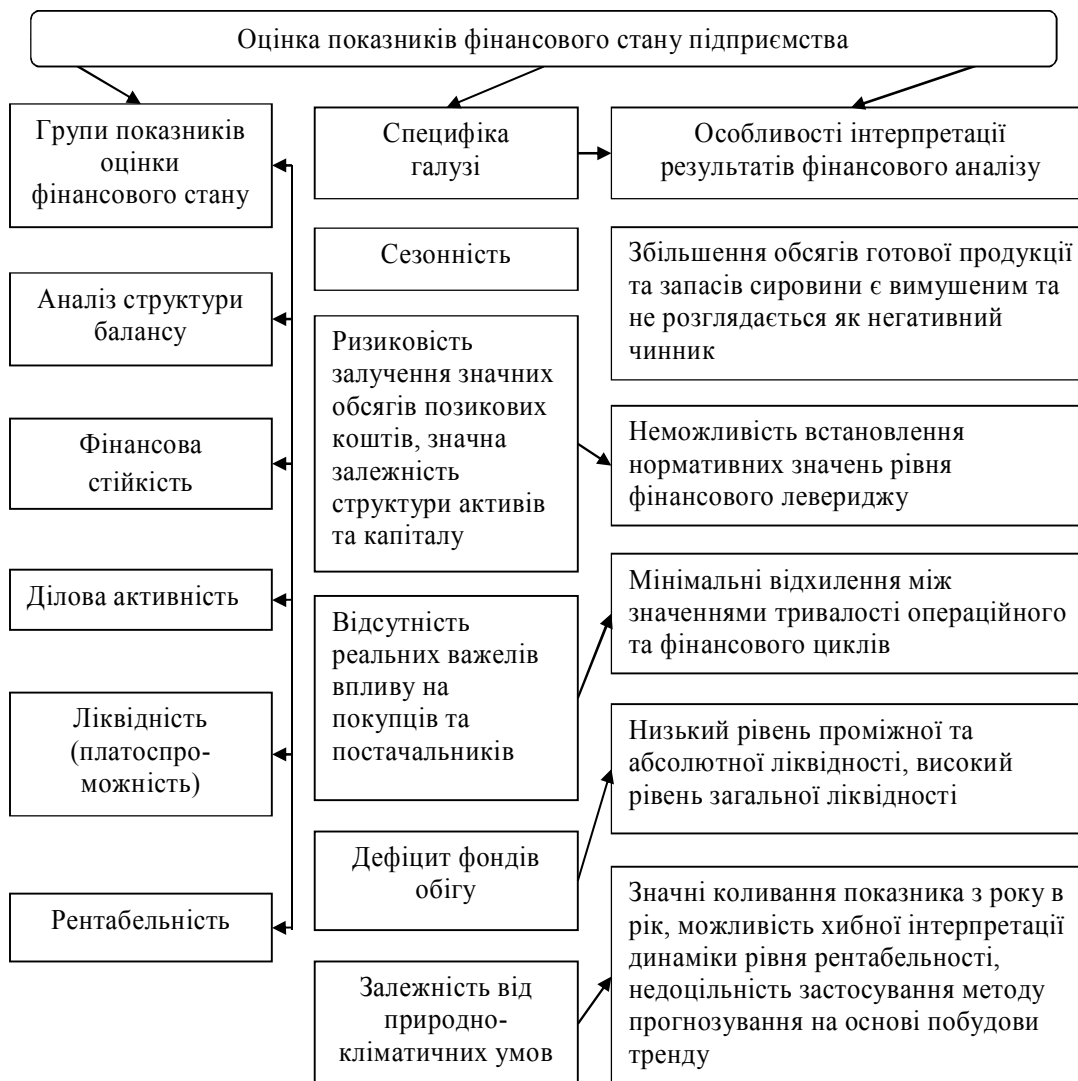 Оцінка показників фінансового стану підприємства
Групи показників
оцінки
фінансового стану
Аналіз структури
балансу
Фінансова
стійкість
Ділова активність
Ліквідність
(платоспро-
можність)
Рентабельність
Специфіка
галузі
Сезонність
Ризиковість
залучення значних
обсягів позикових
коштів, значна
залежність
структури активів
та капіталу
Відсутність
реальних важелів
впливу на
покупців та
постачальників
Дефіцит фондів
обігу
Залежність від
природно-
кліматичних умов
Особливості інтерпретації
результатів фінансового аналізу
Збільшення обсягів готової продукції
та запасів сировини є вимушеним та
не розглядається як негативний
чинник
Неможливість встановлення
нормативних значень рівня
фінансового левериджу
Мінімальні відхилення між
значеннями тривалості операційного
та фінансового циклів
Низький рівень проміжної та
абсолютної ліквідності, високий
рівень загальної ліквідності
Значні коливання показника з року в
рік, можливість хибної інтерпретації
динаміки рівня рентабельності,
недоцільність застосування методу
прогнозування на основі побудови
тренду